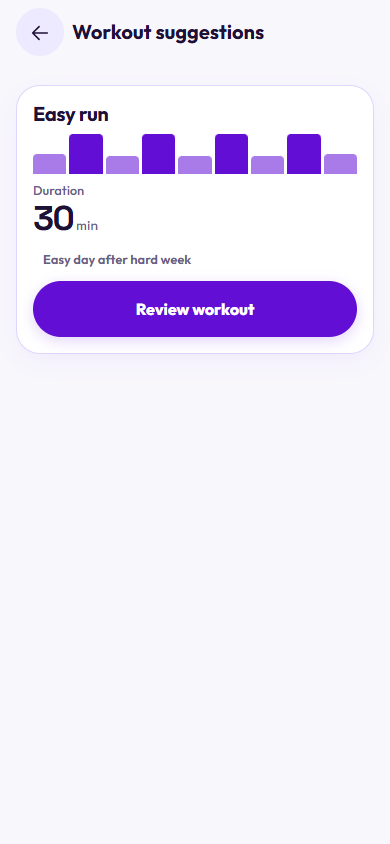 Workout suggestions
Easy run
Duration
30 min
Easy day after hard week
Review workout